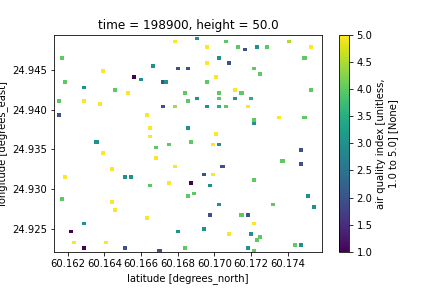 time = 198900, height = 50.0
24.945
24.940
24.935
24.930
24.925
longitude [degrees_east]
60.162 60.164 60.166 60.168 60.170 60.172 60.174
latitude [degrees_north]
5.0
4.5
4.0
3.5
3.0
2.5
2.0
1.5
1.0
air quality index [unitless,
1.0 to 5.0] [None]